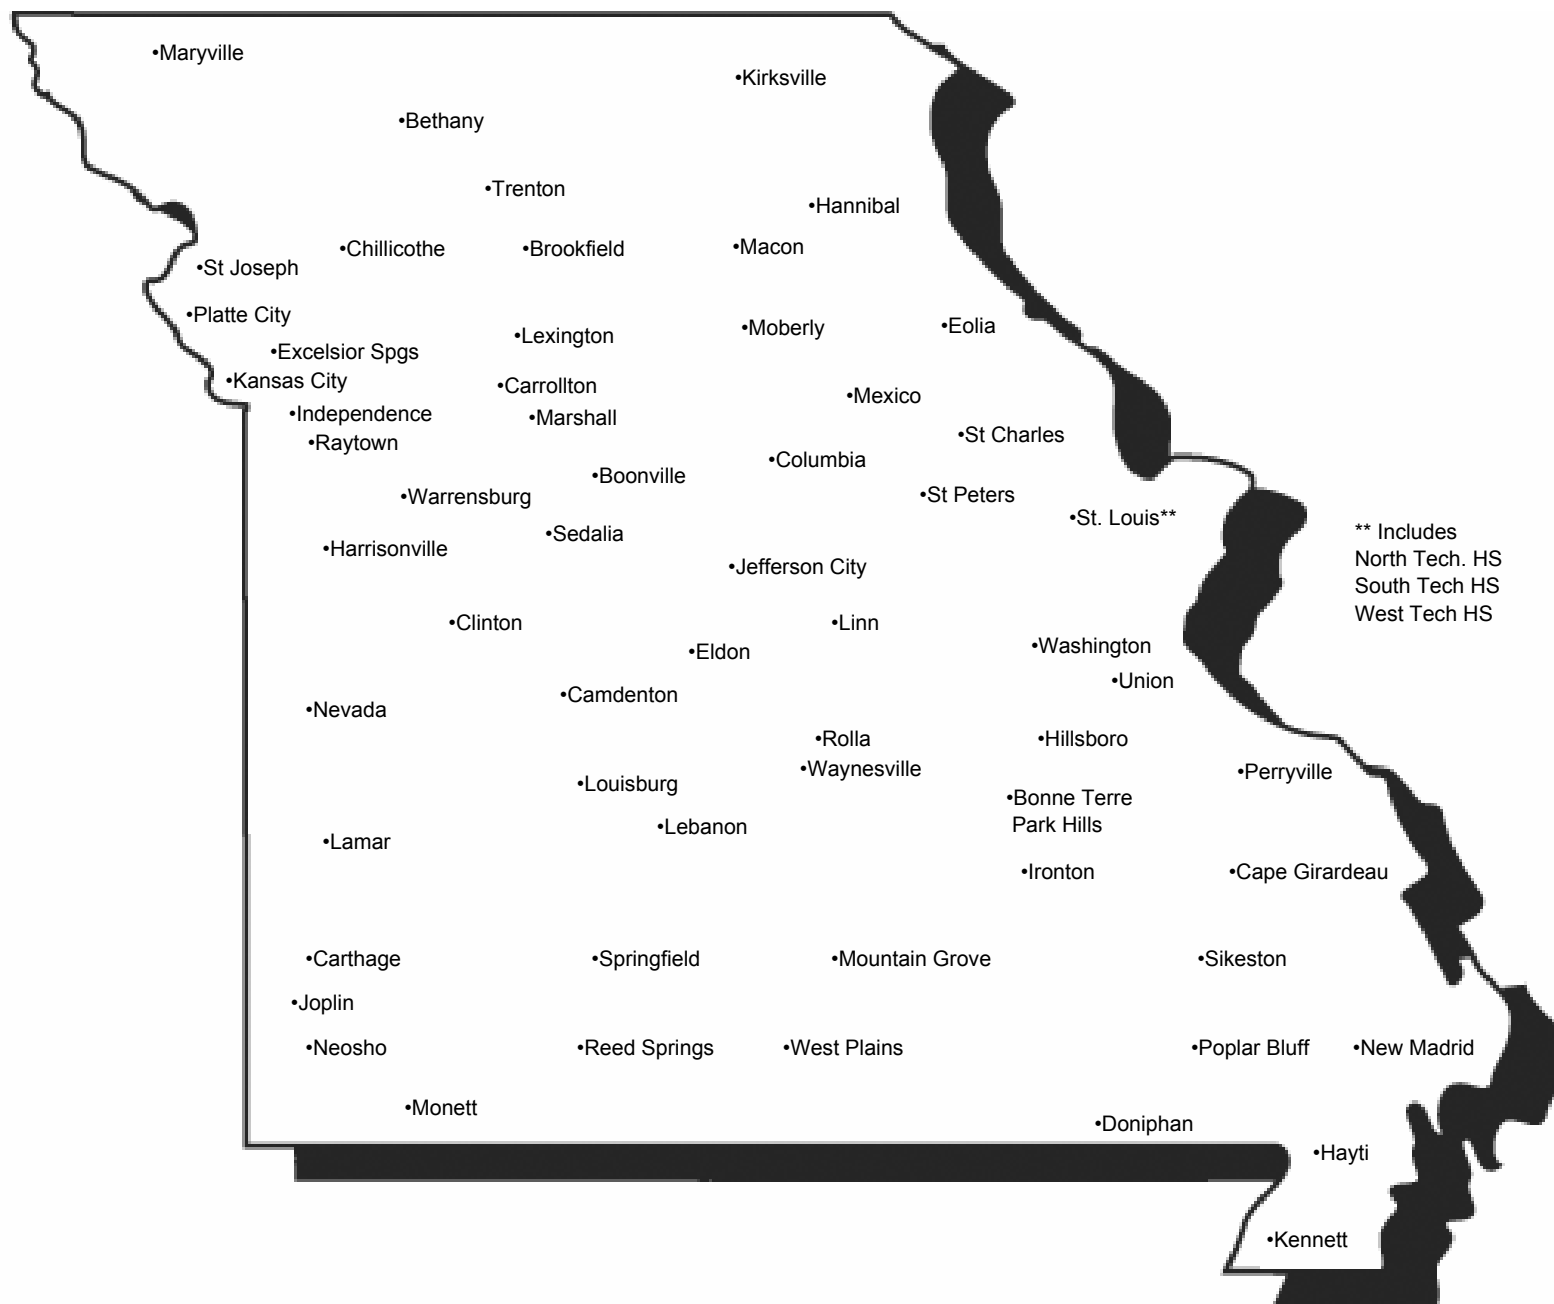 •Maryville
•Kirksville
•Bethany
•Trenton
•Hannibal
•Chillicothe
•Brookfield
•Macon
•St Joseph
•Platte City
•Lexington
•Moberly
•Eolia
•Excelsior Spgs
•Kansas City
•Carrollton
•Mexico
•Independence
•Marshall
•Raytown
•St Charles
•Columbia
•Boonville
•Warrensburg
•St Peters
•St. Louis**
•Sedalia
•Harrisonville
•Jefferson City
** Includes
North Tech. HS
South Tech HS
West Tech HS
•Clinton
•Linn
•Eldon
•Washington
•Union
•Camdenton
•Nevada
•Rolla
•Hillsboro
•Waynesville
•Perryville
•Louisburg
•Bonne Terre
Park Hills
•Lebanon
•Lamar
•Ironton
•Cape Girardeau
•Carthage
•Springfield
•Mountain Grove
•Sikeston
•Joplin
•Neosho
•Reed Springs
•West Plains
•Poplar Bluff
•New Madrid
•Monett
•Doniphan
•Hayti
•Kennett